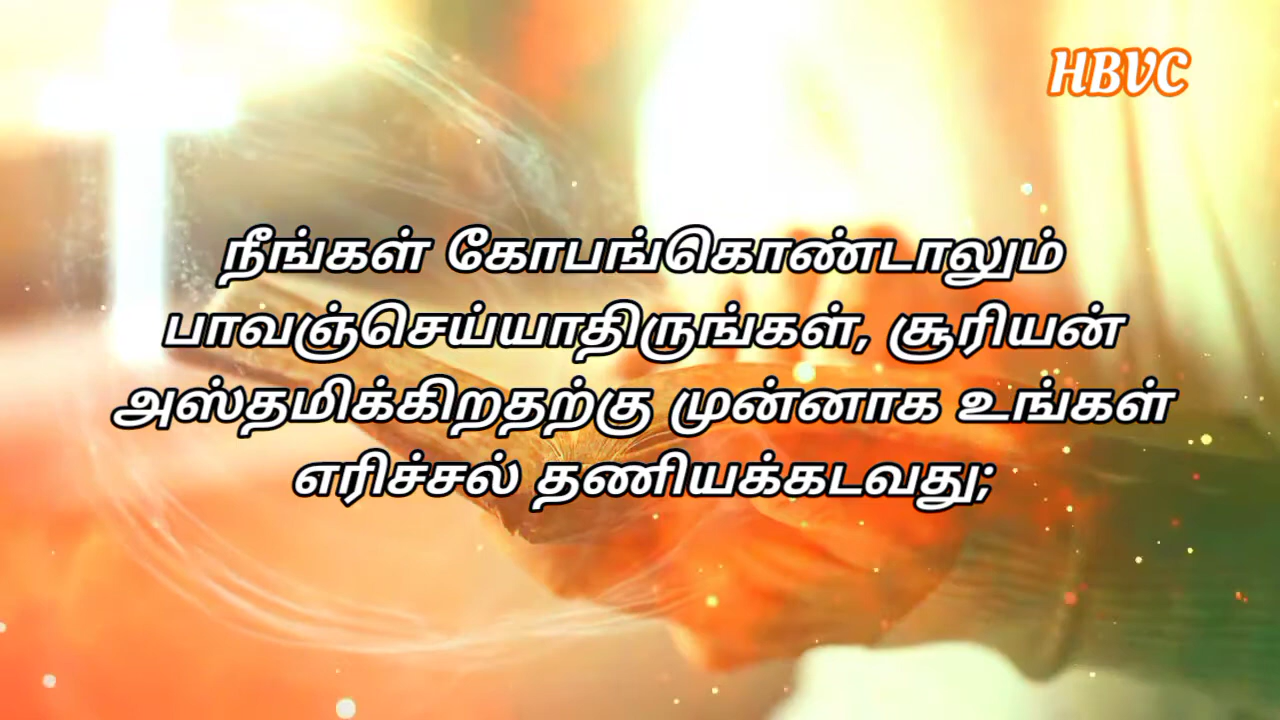 HBVC
நீங்கள் கோபங்கொண்டாலும்
பாவஞ்செய்யாதிருங்கள், சூரியன்
அஸ்தமிக்கிறதற்கு முன்னாக உங்கள்
எரிச்சல் தணியக்கடவது;